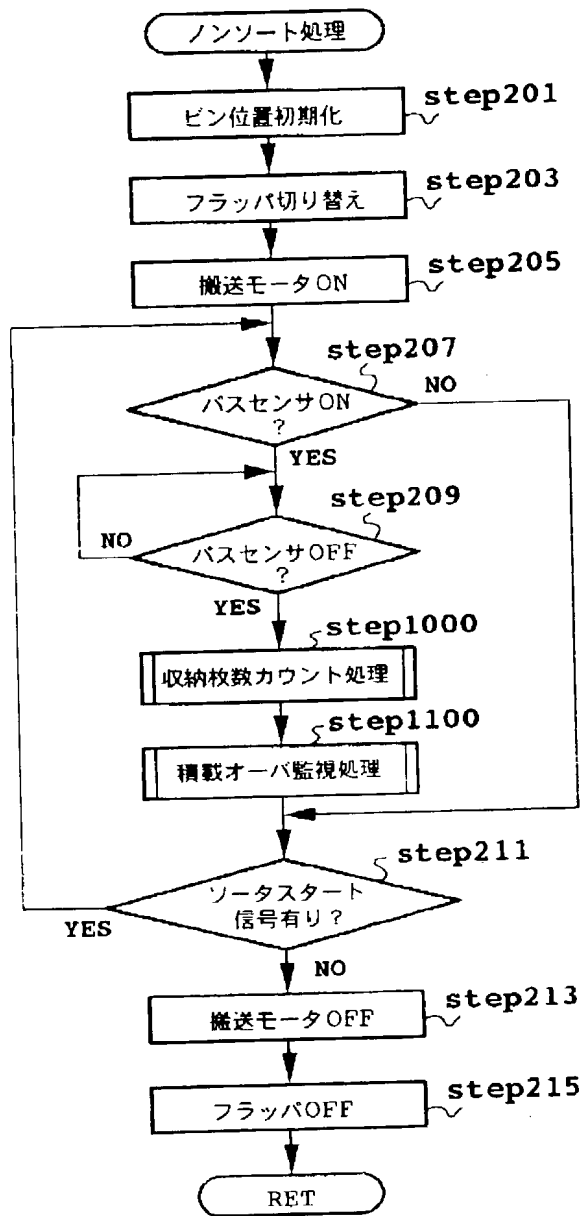 ノンソート処理
step201
ビン位置初期化
step203
フラッパ切り替え
step205
搬送モータON
step207
パスセンサON
?
NO
YES
step209
パスセンサOFF
?
NO
YES
step1000
収納枚数カウント処理
step1100
積載オーバ監視処理
step211
ソータスタート
信号有り?
YES
NO
step213
搬送モータOFF
step215
フラッパOFF
RET